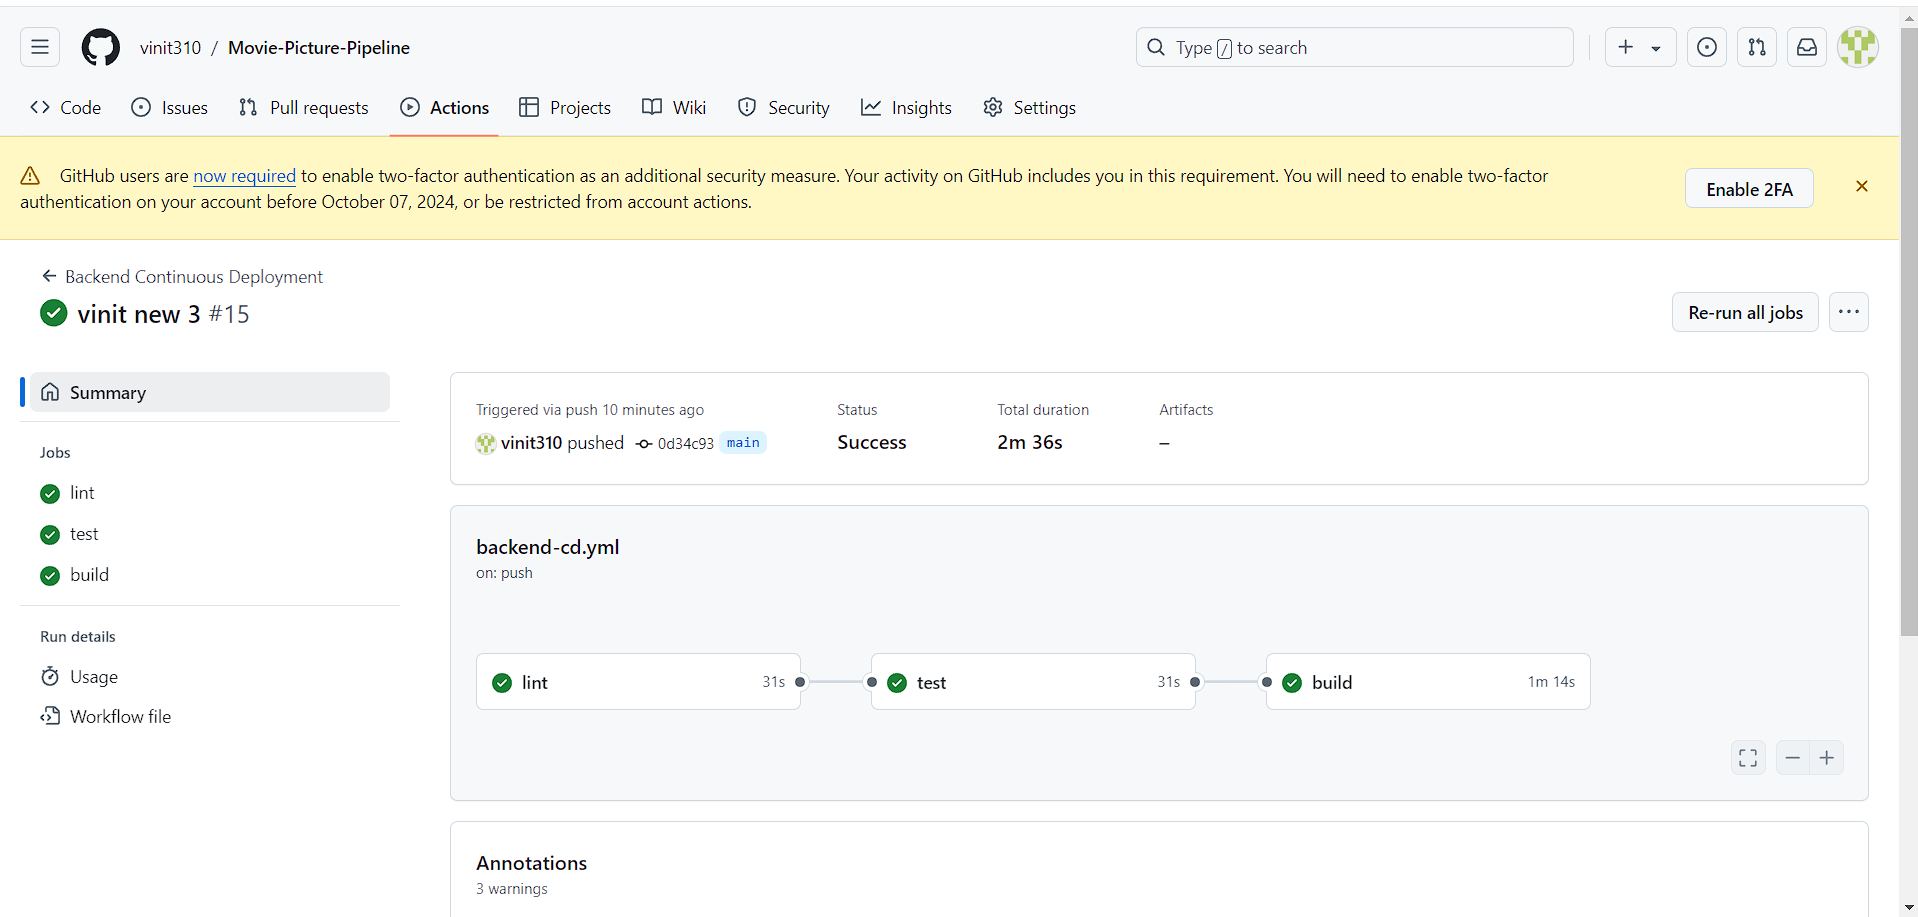 vinit310 / Movie-Picture-Pipeline
Type / to search
Code Issues Pull requests Actions Projects Wiki Security Insights Settings
GitHub users are now required to enable two-factor authentication as an additional security measure. Your activity on GitHub includes you in this requirement. You will need to enable two-factor
authentication on your account before October 07, 2024, or be restricted from account actions.
Enable 2FA
Backend Continuous Deployment
vinit new 3 #15
Re-run all jobs
Summary
Jobs
lint
test
build
Run details
Usage
Workflow file
Triggered via push 10 minutes ago
vinit310 pushed 0d34c93 main
Status
Success
Total duration
2m 36s
Artifacts
–
backend-cd.yml
on: push
lint 31s
test 31s
build 1m 14s
Annotations
3 warnings